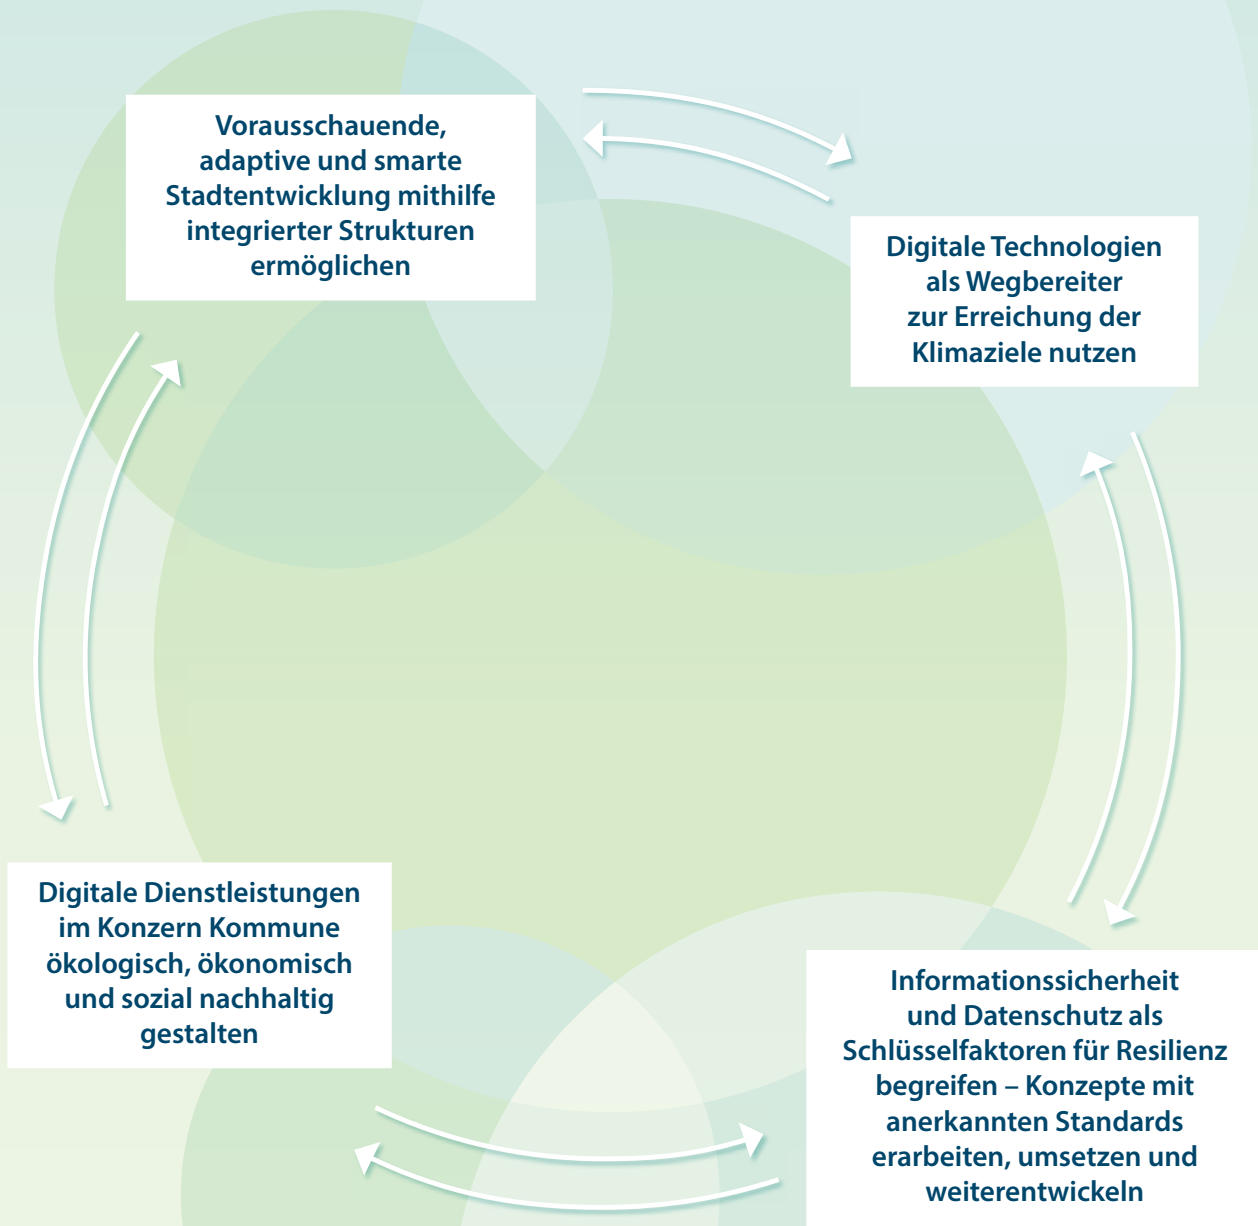 Vorausschauende,
adaptive und smarte
Stadtentwicklung mithilfe
integrierter Strukturen
ermöglichen
Digitale Technologien
als Wegbereiter
zur Erreichung der
Klimaziele nutzen
Digitale Dienstleistungen
im Konzern Kommune
ökologisch, ökonomisch
und sozial nachhaltig
gestalten
Informationssicherheit
und Datenschutz als
Schlüsselfaktoren für Resilienz
begreifen – Konzepte mit
anerkannten Standards
erarbeiten, umsetzen und
weiterentwickeln